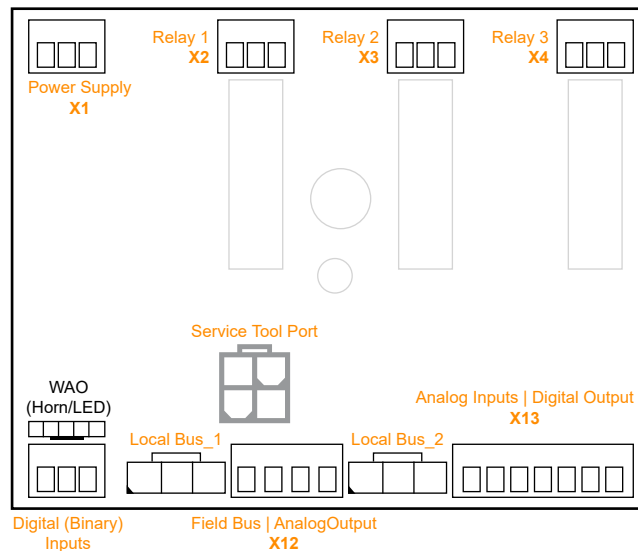 Relay 1
X2
Relay 2
X3
Relay 3
X4
Power Supply
X1
Service Tool Port
WAO
(Horn/LED)
Analog Inputs | Digital Output
X13
Local Bus_1
Local Bus_2
Digital (Binary)
Inputs
Field Bus | AnalogOutput
X12